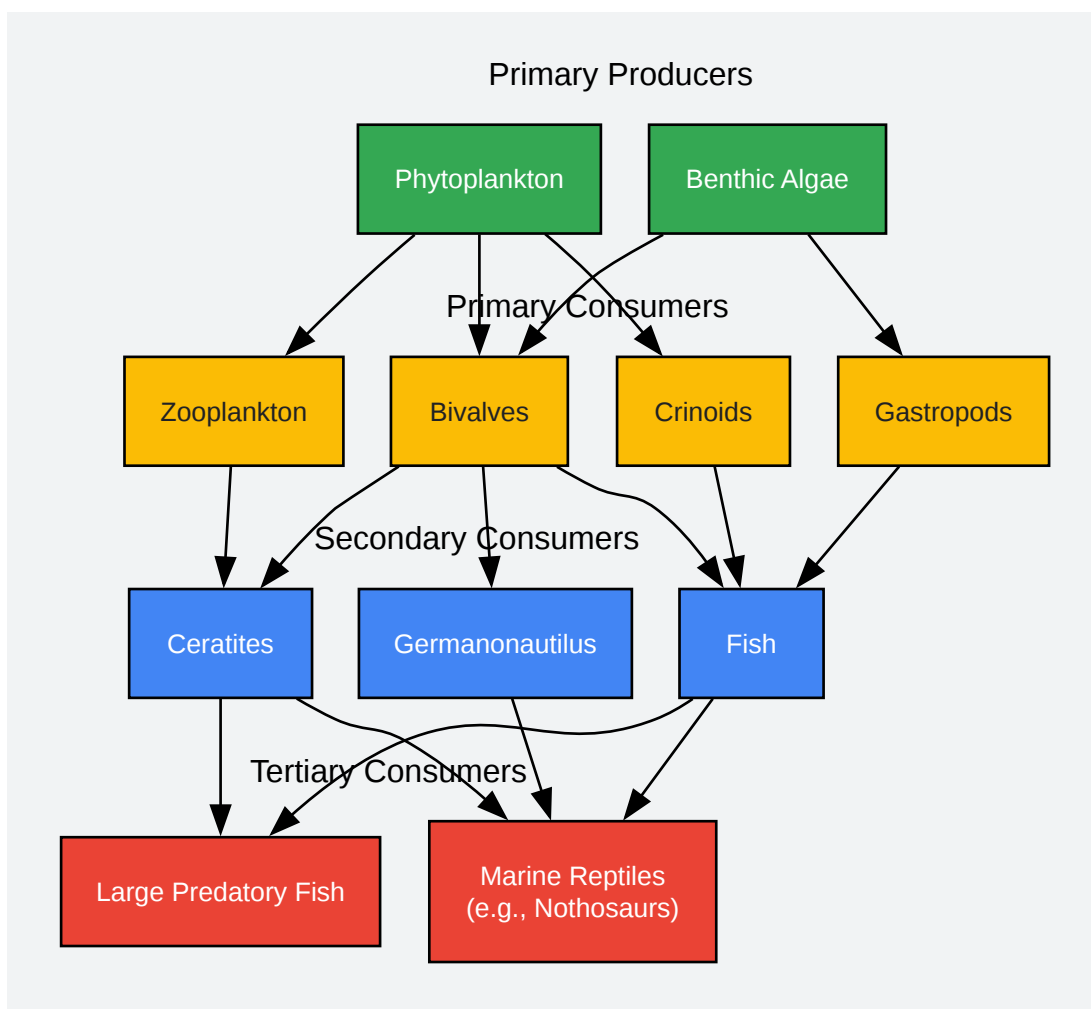 Primary Producers
Phytoplankton
Benthic Algae
Primary Consumers
Zooplankton
Bivalves
Crinoids
Gastropods
Secondary Consumers
Ceratites
Germanonautilus
Fish
Tertiary Consumers
Large Predatory Fish
Marine Reptiles
(e.g., Nothosaurs)